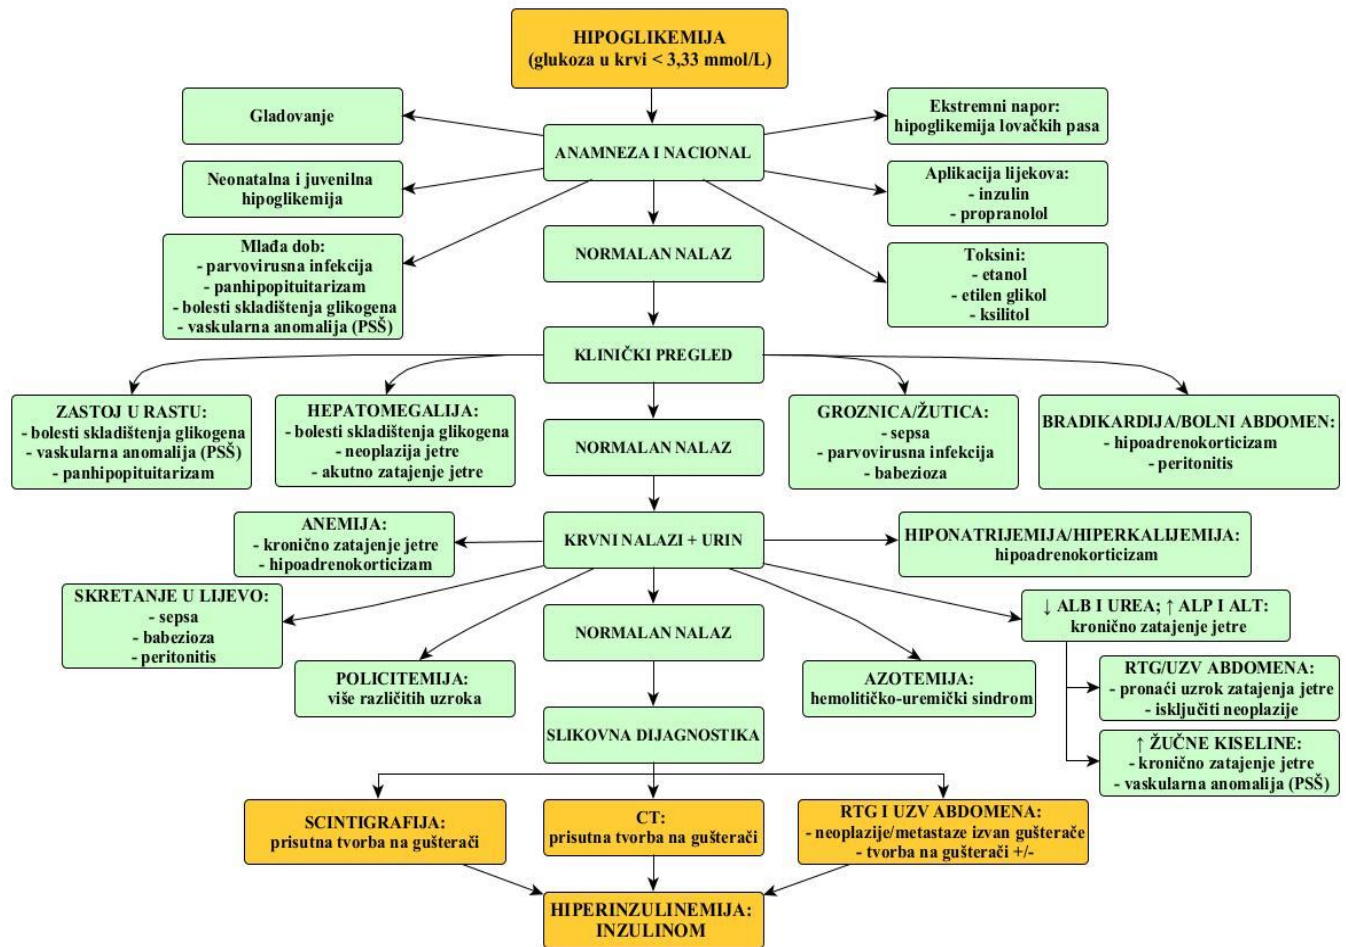 HIPOGLIKEMIJA
(glukoza u krvi < 3,33 mmol/L)
Gladovanje
Ekstremni napor:
hipoglikemija lovačkih pasa
ANAMNEZA I NACIONAL
Neonatalna i juvenilna
hipoglikemija
Aplikacija lijekova:
- inzulin
- propranolol
Mlađa dob:
- parvovirusna infekcija
- panhipopituitarizam
- bolesti skladištenja glikogena
- vaskularna anomalija (PSŠ)
NORMALAN NALAZ
Toksini:
- etanol
- etilen glikol
- ksilitol
KLINIČKI PREGLED
ZASTOJ U RASTU:
- bolesti skladištenja glikogena
- vaskularna anomalija (PSŠ)
- panhipopituitarizam
HEPATOMEGALIJA:
- bolesti skladištenja glikogena
- neoplazija jetre
- akutno zatajenje jetre
NORMALAN NALAZ
GROZNICA/ŽUTICA:
- sepsa
- parvovirusna infekcija
- babezioza
BRADIKARDIJA/BOLNI ABDOMEN:
- hipoadrenokorticizam
- peritonitis
ANEMIJA:
- kronično zatajenje jetre
- hipoadrenokorticizam
KRVNI NALAZI + URIN
HIPONATRIJEMIJA/HIPERKALIJEMIJA:
hipoadrenokorticizam
SKRETANJE U LIJEVO:
- sepsa
- babezioza
- peritonitis
NORMALAN NALAZ
↓ ALB I UREA; ↑ ALP I ALT:
kronično zatajenje jetre
POLICITEMIJA:
više različitih uzroka
AZOTEMIJA:
hemolitičko-uremički sindrom
RTG/UZV ABDOMENA:
- pronaći uzrok zatajenja jetre
- isključiti neoplazije
SLIKOVNA DIJAGNOSTIKA
↑ ŽUČNE KISELINE:
- kronično zatajenje jetre
- vaskularna anomalija (PSŠ)
SCINTIGRAFIJA:
prisutna tvorba na gušterači
CT:
prisutna tvorba na gušterači
RTG I UZV ABDOMENA:
- neoplazije/metastaze izvan gušterače
- tvorba na gušterači +/-
HIPERINZULINEMIJA:
INZULINOM